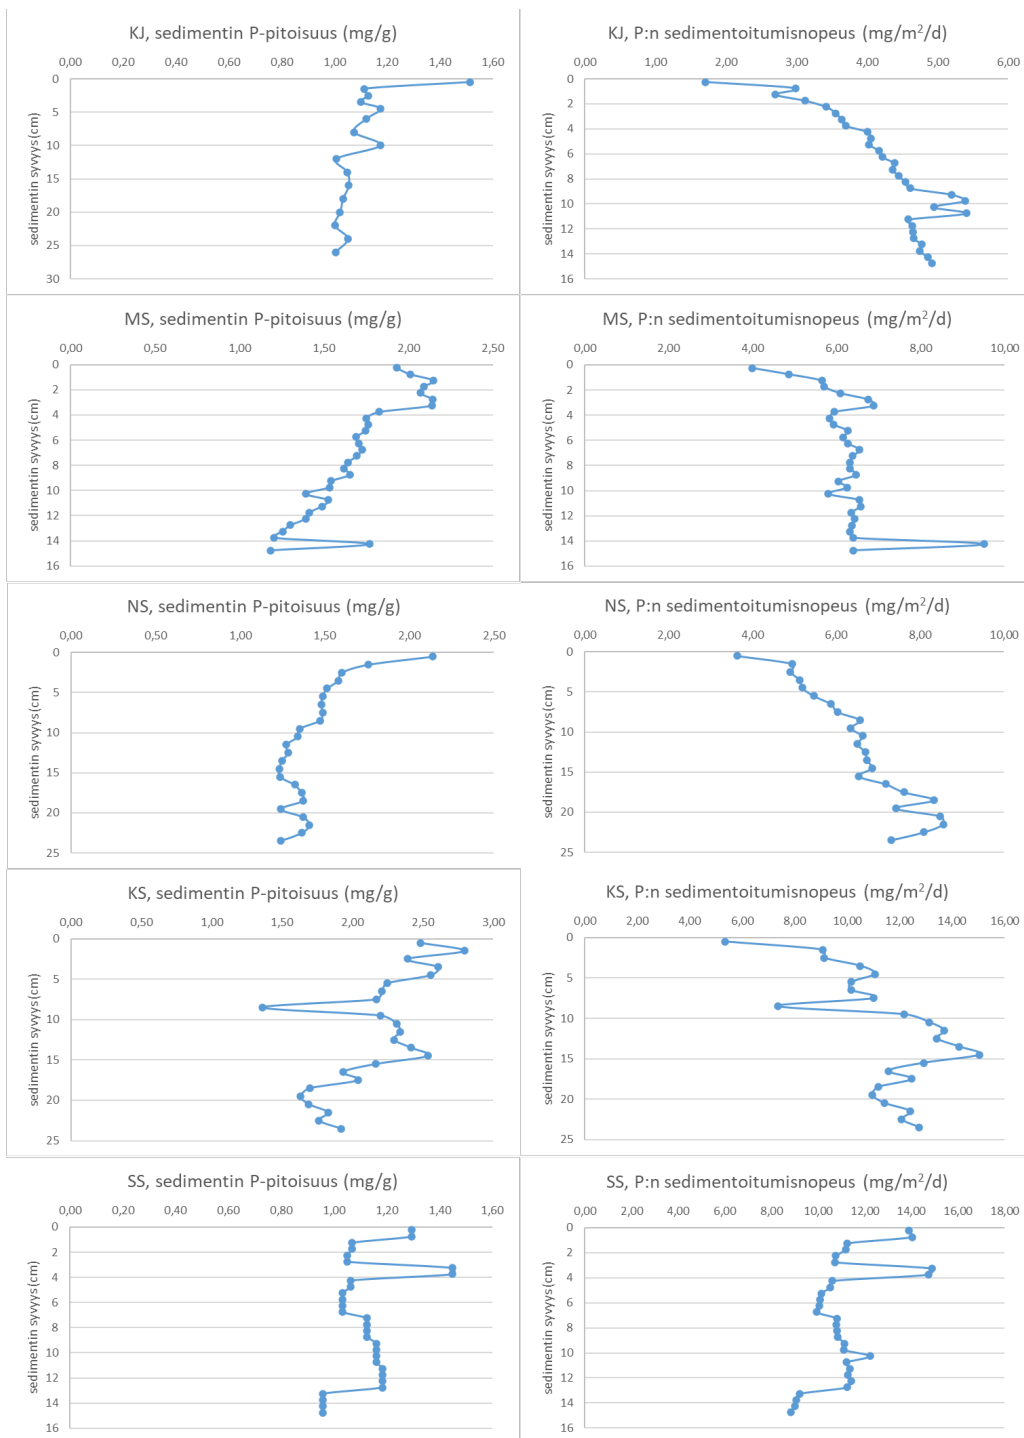 KJ, sedimentin P-pitoisuus (mg/g)
0,00 0,20 0,40 0,60 0,80 1,00 1,20 1,40 1,60
0
5
10
15
20
25
30
sedimentin syvyys (cm)
KJ, P:n sedimentoitumisnopeus (mg/m²/d)
0,00 1,00 2,00 3,00 4,00 5,00 6,00
0
2
4
6
8
10
12
14
16
sedimentin syvyys (cm)
MS, sedimentin P-pitoisuus (mg/g)
0,00 0,50 1,00 1,50 2,00 2,50
0
2
4
6
8
10
12
14
16
sedimentin syvyys (cm)
MS, P:n sedimentoitumisnopeus (mg/m²/d)
0,00 2,00 4,00 6,00 8,00 10,00
0
2
4
6
8
10
12
14
16
sedimentin syvyys (cm)
NS, sedimentin P-pitoisuus (mg/g)
0,00 0,50 1,00 1,50 2,00 2,50
0
5
10
15
20
25
sedimentin syvyys (cm)
NS, P:n sedimentoitumisnopeus (mg/m²/d)
0,00 2,00 4,00 6,00 8,00 10,00
0
5
10
15
20
25
sedimentin syvyys (cm)
KS, sedimentin P-pitoisuus (mg/g)
0,00 0,50 1,00 1,50 2,00 2,50 3,00
0
5
10
15
20
25
sedimentin syvyys (cm)
KS, P:n sedimentoitumisnopeus (mg/m²/d)
0,00 2,00 4,00 6,00 8,00 10,00 12,00 14,00 16,00
0
5
10
15
20
25
sedimentin syvyys (cm)
SS, sedimentin P-pitoisuus (mg/g)
0,00 0,20 0,40 0,60 0,80 1,00 1,20 1,40 1,60
0
2
4
6
8
10
12
14
16
sedimentin syvyys (cm)
SS, P:n sedimentoitumisnopeus (mg/m²/d)
0,00 2,00 4,00 6,00 8,00 10,00 12,00 14,00 16,00 18,00
0
2
4
6
8
10
12
14
16
sedimentin syvyys (cm)